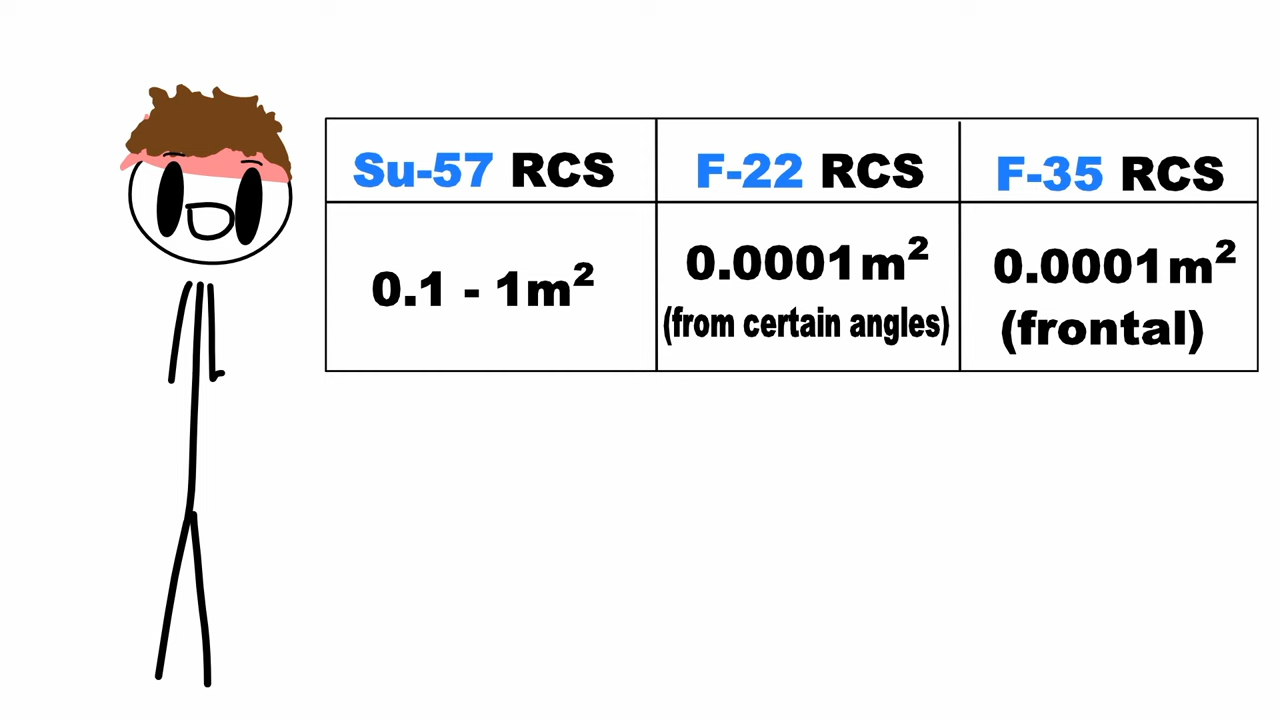 Su-57 RCS
F-22 RCS
F-35 RCS
0.1 - 1m²
0.0001m²
(from certain angles)
0.0001m²
(frontal)